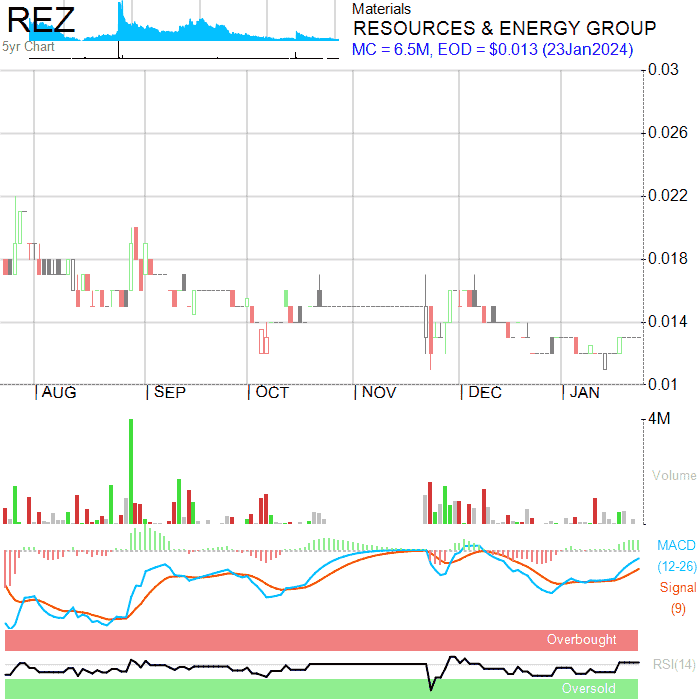 REZ
5yr Chart
Materials
RESOURCES & ENERGY GROUP
MC = 6.5M, EOD = $0.013 (23Jan2024)
0.03
0.026
0.022
0.018
0.014
0.01
AUG SEP OCT NOV DEC JAN
4M
Volume
MACD
(12-26)
Signal
(9)
Overbought
RSI(14)
Oversold